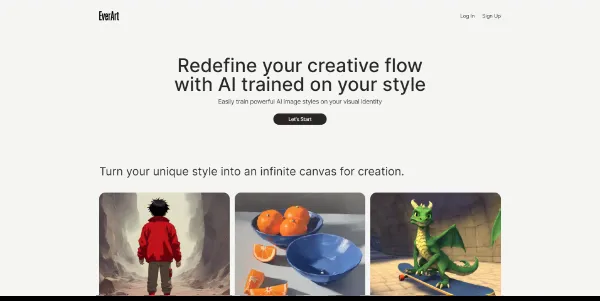 EverArt
Log In Sign Up
Redefine your creative flow
with AI trained on your style
Easily train powerful AI image styles on your visual identity
Let's Start
Turn your unique style into an infinite canvas for creation.